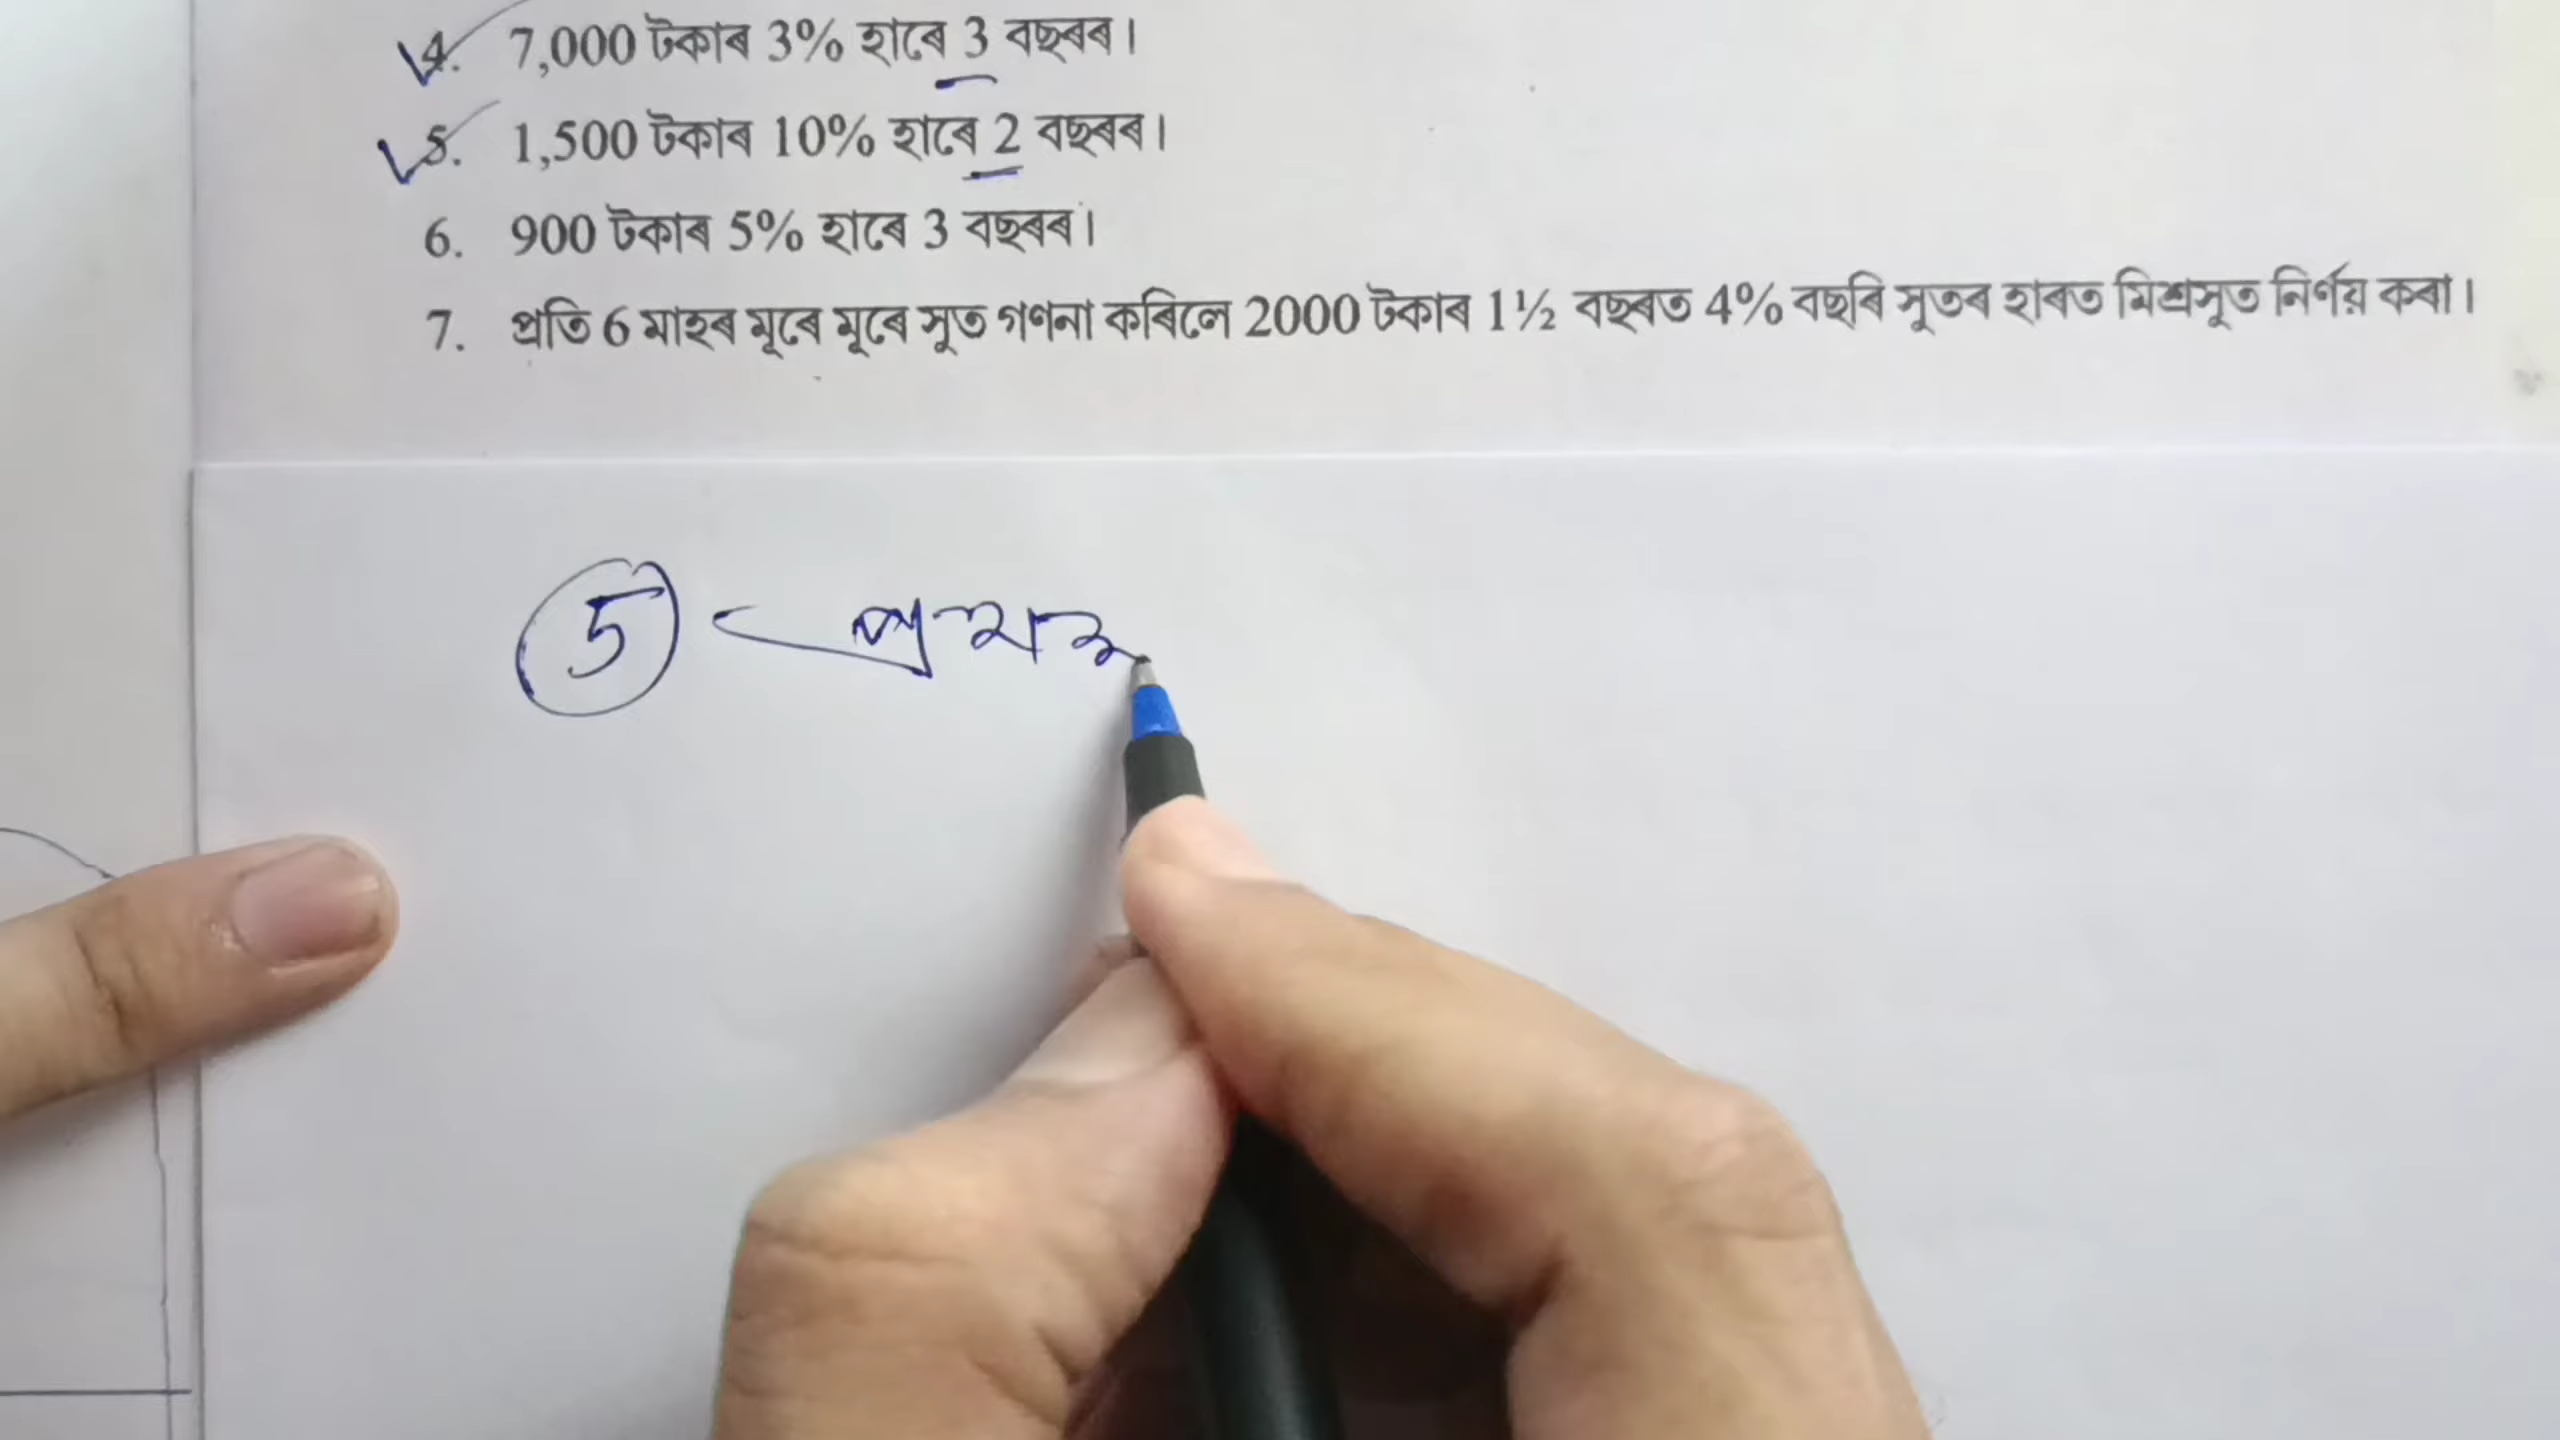 4. 7,000 টকাৰ 3% হাৰে 3 বছৰৰ।
5. 1,500 টকাৰ 10% হাৰে 2 বছৰৰ।
6. 900 টকাৰ 5% হাৰে 3 বছৰৰ।
7. প্ৰতি 6 মাহৰ মূৰে মূৰে সুত গণনা কৰিলে 2000 টকাৰ 1½ বছৰত 4% বছৰি সুতৰ হাৰত মিশ্ৰসূত নিৰ্ণয় কৰা।
5